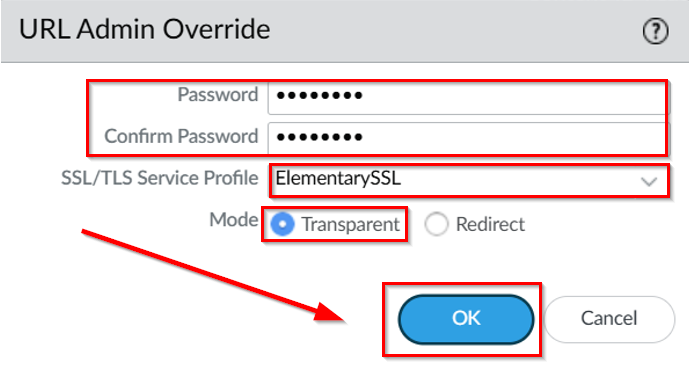 URL Admin Override ?
Password ••••••••
Confirm Password ••••••••
SSL/TLS Service Profile ElementarySSL
Mode Transparent Redirect
OK Cancel